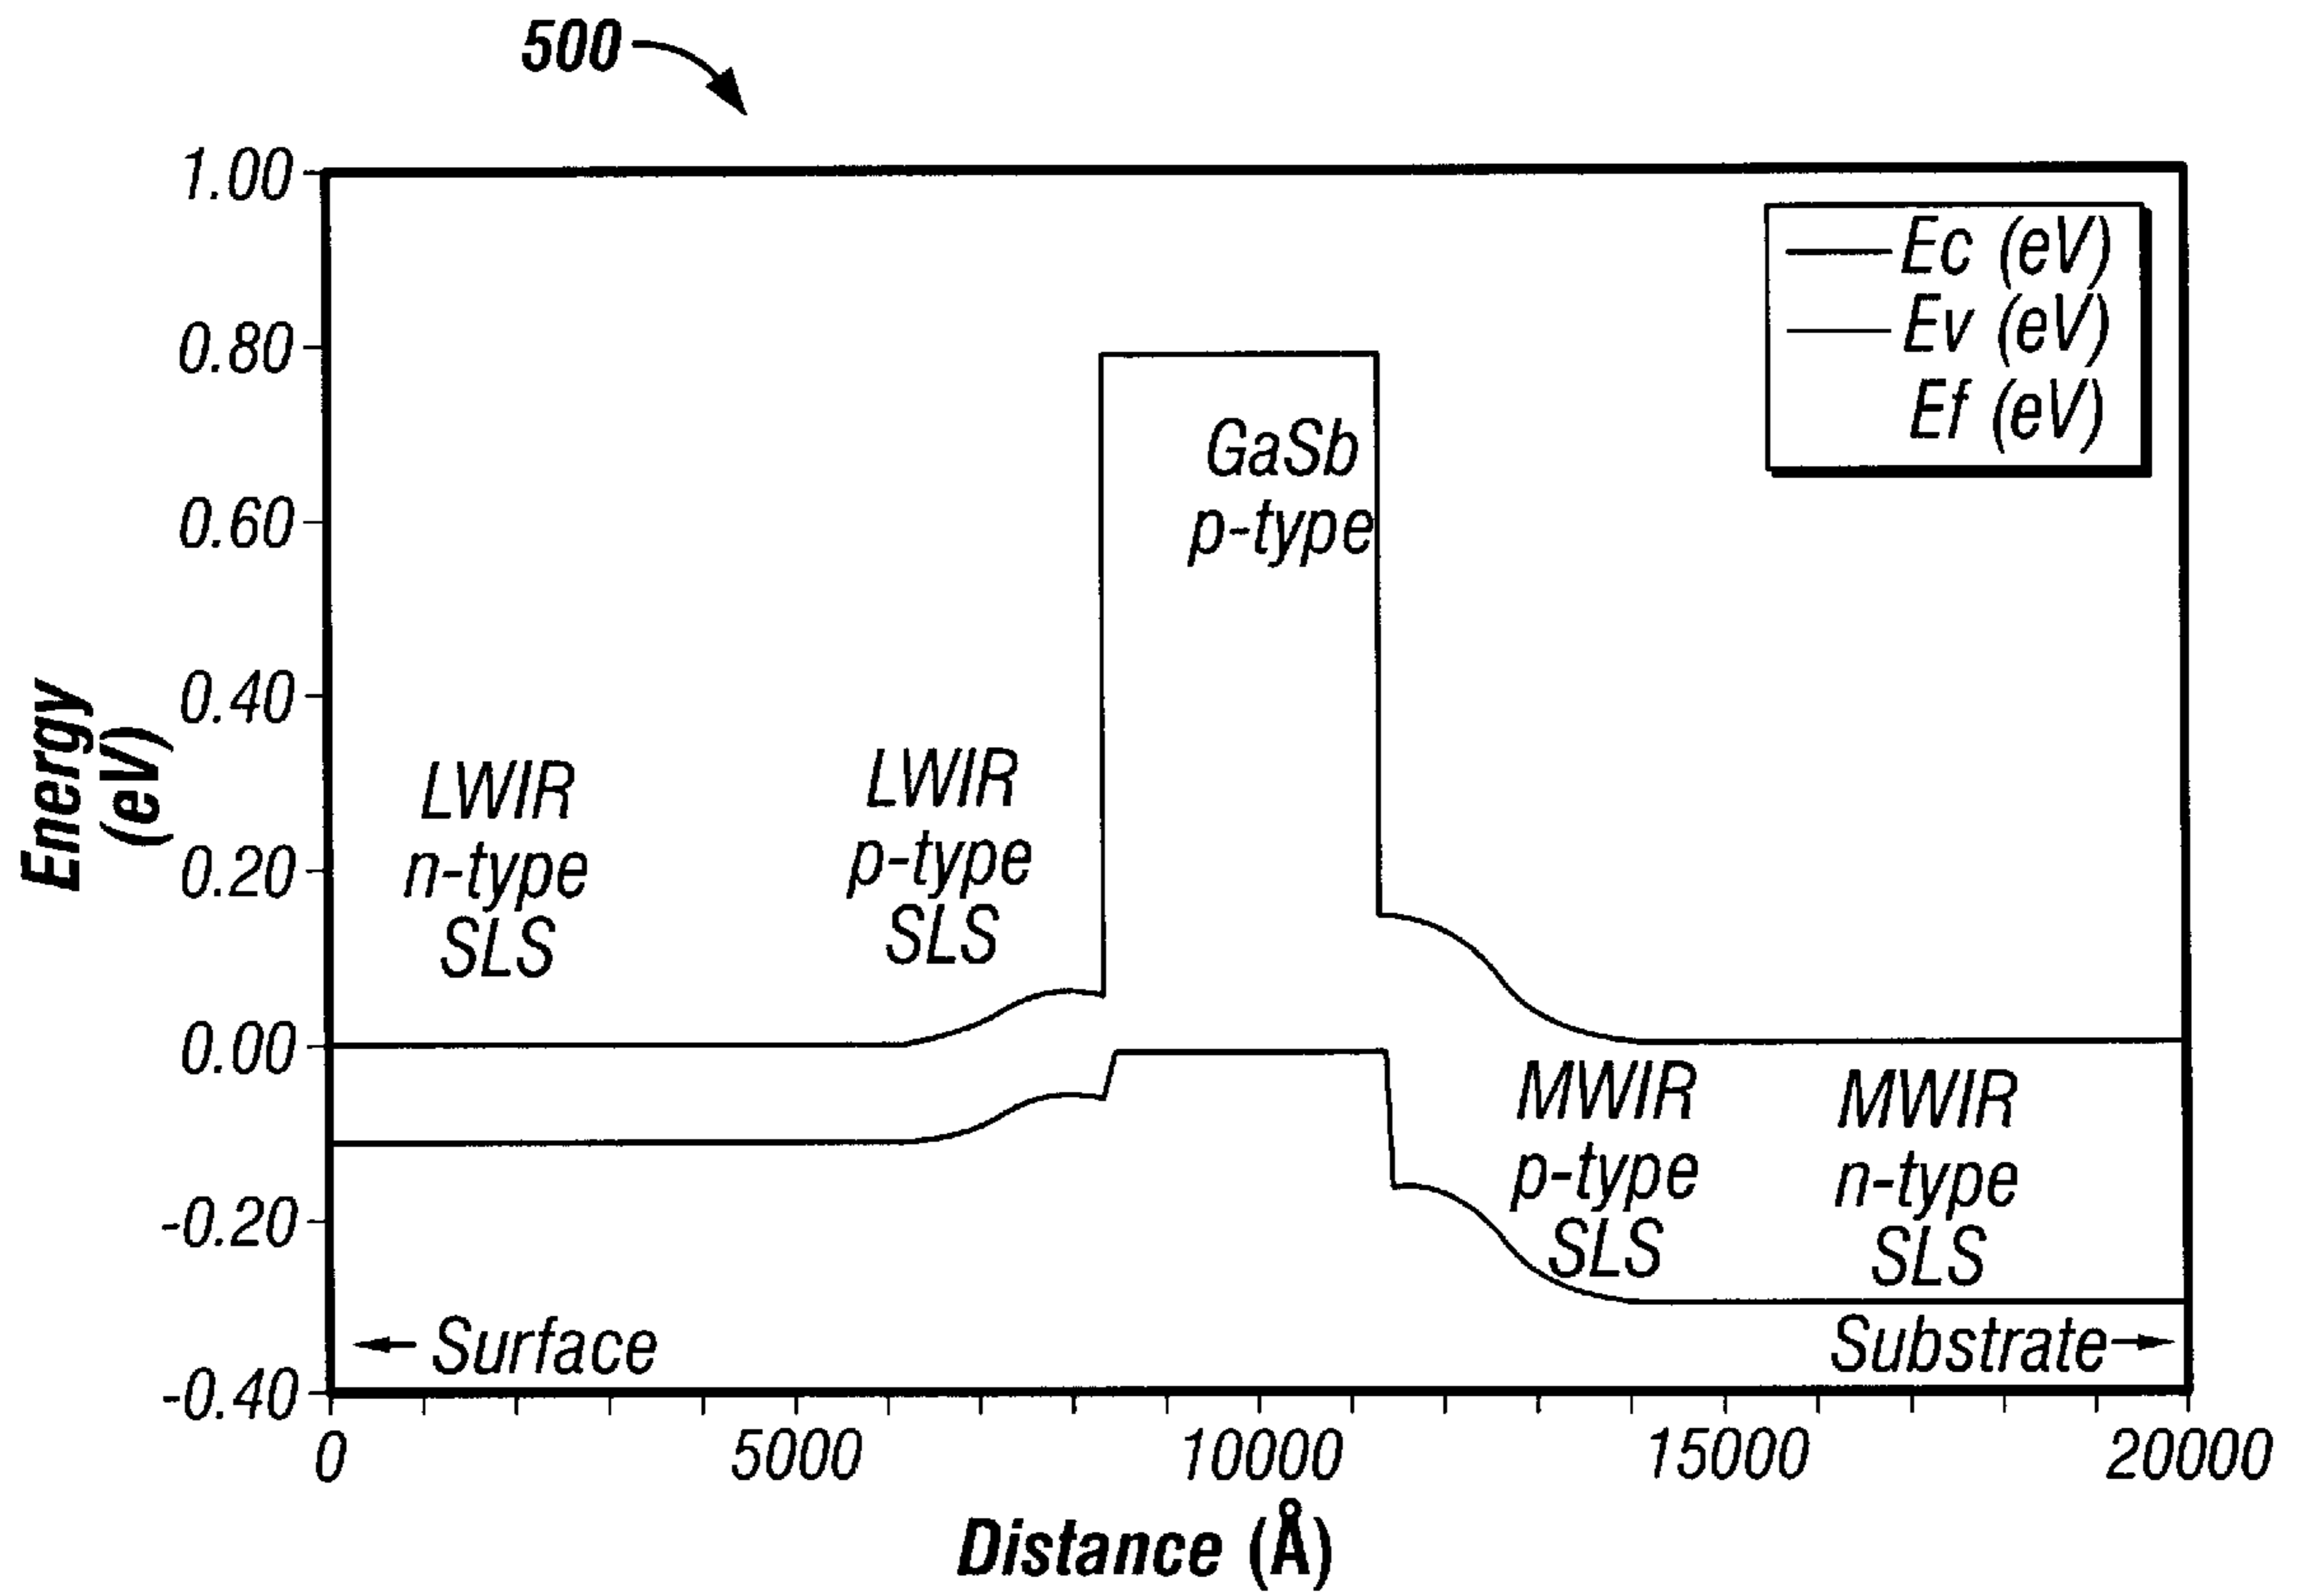 500
1.00
0.80
0.60
0.40
0.20
0.00
-0.20
-0.40
Energy
(eV)
Ec (eV)
Ev (eV)
Ef (eV)
GaSb
p-type
LWIR
n-type
SLS
LWIR
p-type
SLS
MWIR
p-type
SLS
MWIR
n-type
SLS
Surface
Substrate
0
5000
10000
15000
20000
Distance (Å)